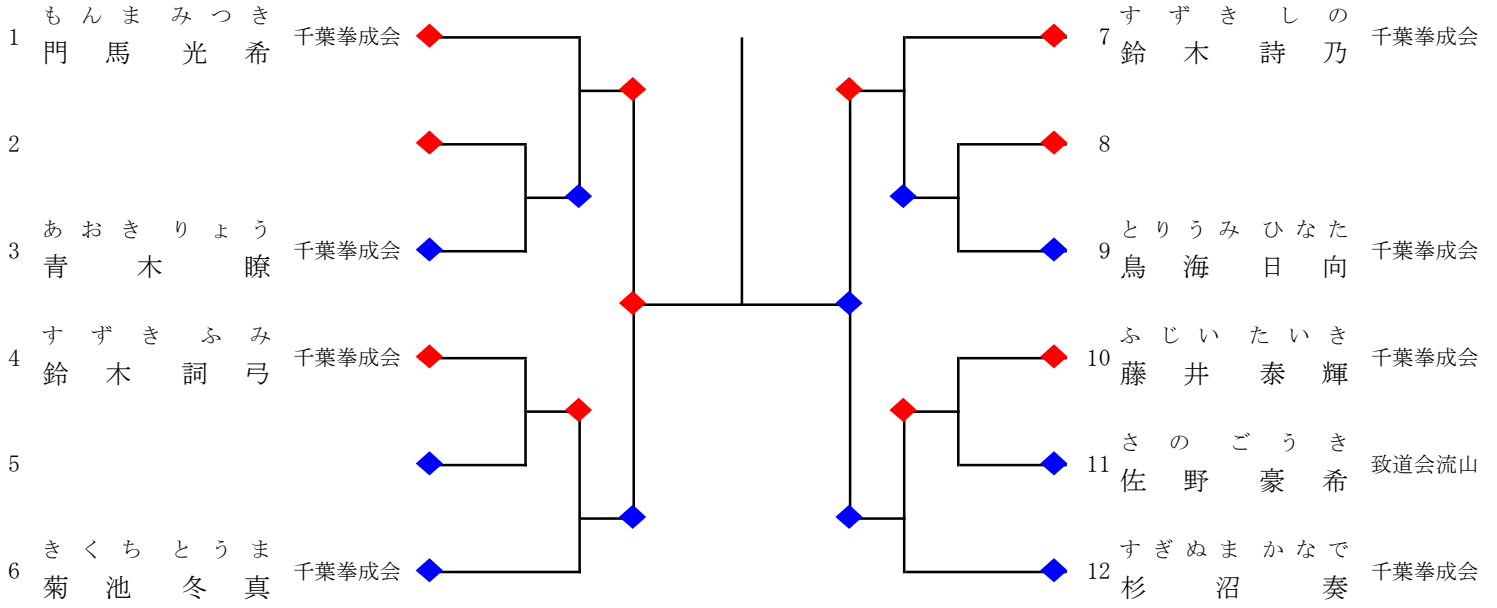 もんま みつき
1 門馬 光希 千葉拳成会
2
あおき りょう
3 青木 瞭 千葉拳成会
すずき ふみ
4 鈴木 詞弓 千葉拳成会
5
きくち とうま
6 菊池 冬真 千葉拳成会
すずき しの
7 鈴木 詩乃 千葉拳成会
8
とりうみ ひなた
9 鳥海 日向 千葉拳成会
ふじい たいき
10 藤井 泰輝 千葉拳成会
さの ごうき
11 佐野 豪希 致道会流山
すぎぬま かなで
12 杉沼 奏 千葉拳成会